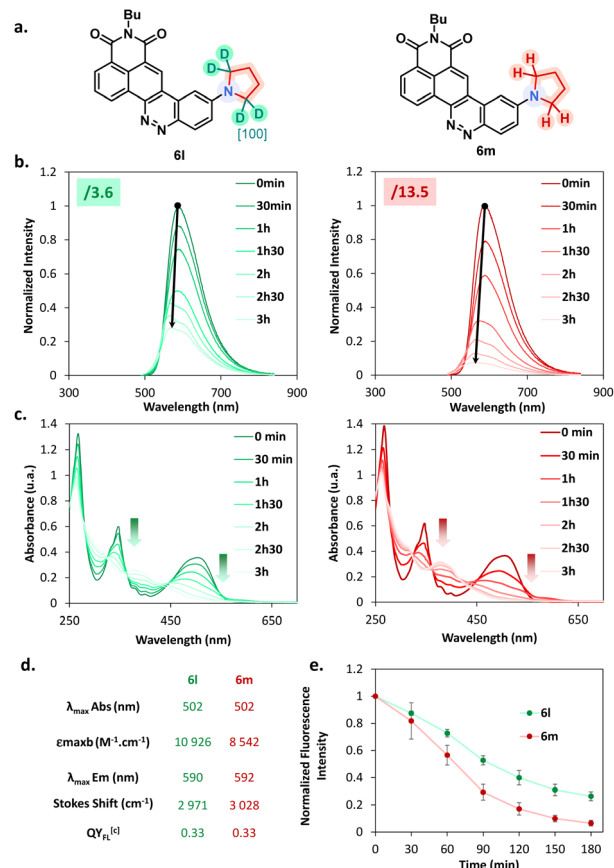 a.
Bu
O N O
D
D
N
D
D
[100]
N=N
6l
Bu
O N O
H
H
N
H
H
N=N
6m
b.
/3.6
Normalized Intensity
1.2
1
0.8
0.6
0.4
0.2
0
300 500 700 900
Wavelength (nm)
0min
30min
1h
1h30
2h
2h30
3h
/13.5
Normalized Intensity
1.2
1
0.8
0.6
0.4
0.2
0
300 500 700 900
Wavelength (nm)
0min
30min
1h
1h30
2h
2h30
3h
c.
Absorbance (u.a.)
1.4
1.2
1
0.8
0.6
0.4
0.2
0
250 450 650
Wavelength (nm)
0 min
30 min
1h
1h30
2h
2h30
3h
Absorbance (u.a.)
1.4
1.2
1
0.8
0.6
0.4
0.2
0
250 450 650
Wavelength (nm)
0 min
30 min
1h
1h30
2h
2h30
3h
d.
6l 6m
λmax Abs (nm) 502 502
εmaxb (M-1.cm-1) 10 926 8 542
λmax Em (nm) 590 592
Stokes Shift (cm-1) 2 971 3 028
QYFL[c] 0.33 0.33
e.
Normalized Fluorescence
Intensity
1
0.8
0.6
0.4
0.2
0
0 30 60 90 120 150 180
Time (min)
6l
6m